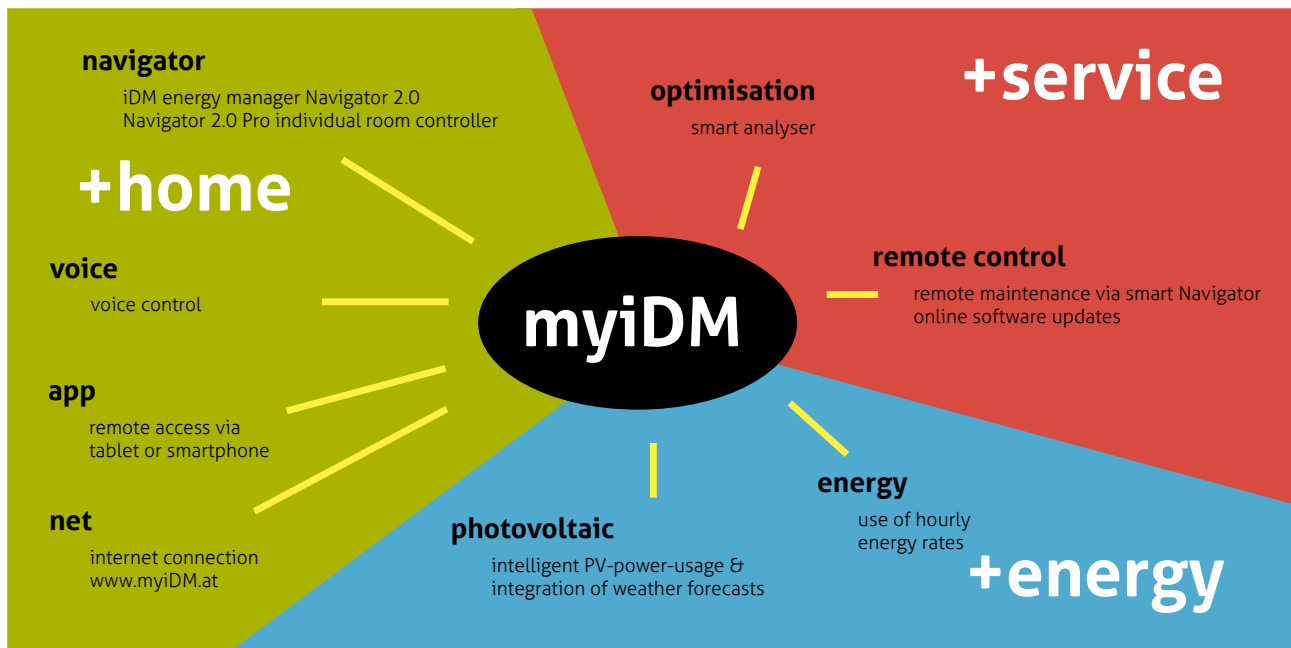 navigator
iDM energy manager Navigator 2.0
Navigator 2.0 Pro individual room controller
+home
voice
voice control
app
remote access via
tablet or smartphone
net
internet connection
www.myiDM.at
myiDM
+service
optimisation
smart analyser
remote control
remote maintenance via smart Navigator
online software updates
photovoltaic
intelligent PV-power-usage &
integration of weather forecasts
energy
use of hourly
energy rates
+energy